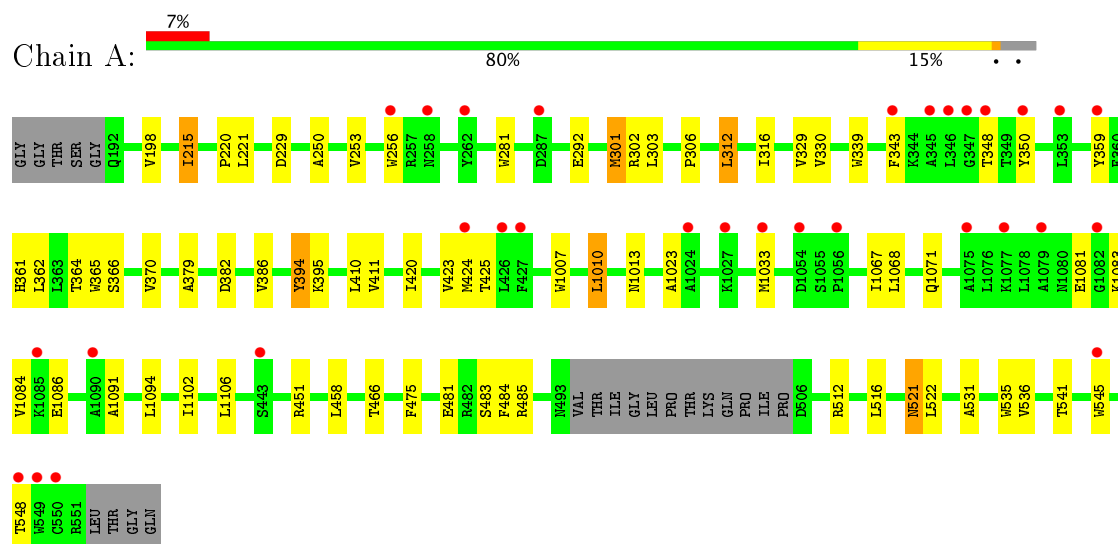 7%
Chain A:
80% 15% • •
GLY GLY THR SER GLY Q192 V198 I215 P220 L221 D229 A250 V253 W256 R257 N258 Y262 W281 D287 E292 M301 R302 L303 P306 L312 I316 V329 V330 W339 F343 K344 A345 L346 G347 T348 T349 Y350 L353 Y359
H361 L362 L363 T364 W365 S366 V370 A379 D382 V386 Y394 K395 L410 V411 I420 V423 M424 T425 L426 F427 W1007 L1010 N1013 A1023 A1024 K1027 M1033 D1054 S1055 P1056 I1067 L1068 Q1071 A1075 L1076 K1077 L1078 A1079 N1080 E1081 G1082 K1083
V1084 K1085 E1086 A1090 A1091 L1094 I1102 L1106 S443 R451 L458 T466 F475 E481 R482 S483 F484 R485 N493 VAL THR ILE GLY LEU PRO THR LYS GLN PRO ILE PRO D506 R512 L516 N521 L522 A531 W535 V536 T541 W545
T548 W549 C550 R551 LEU THR GLY GLN